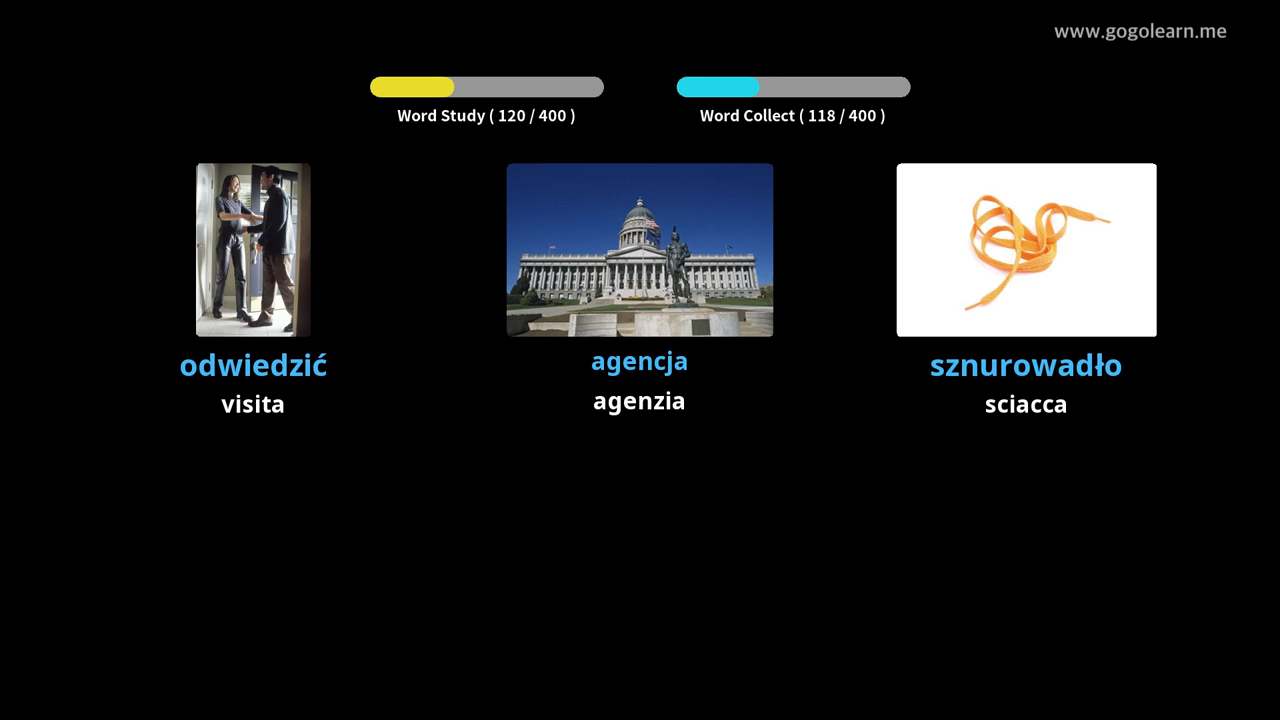 www.gogolearn.me
Word Study ( 120 / 400 )
Word Collect ( 118 / 400 )
odwiedzić
visita
agencja
agenzia
sznurowadło
sciacca